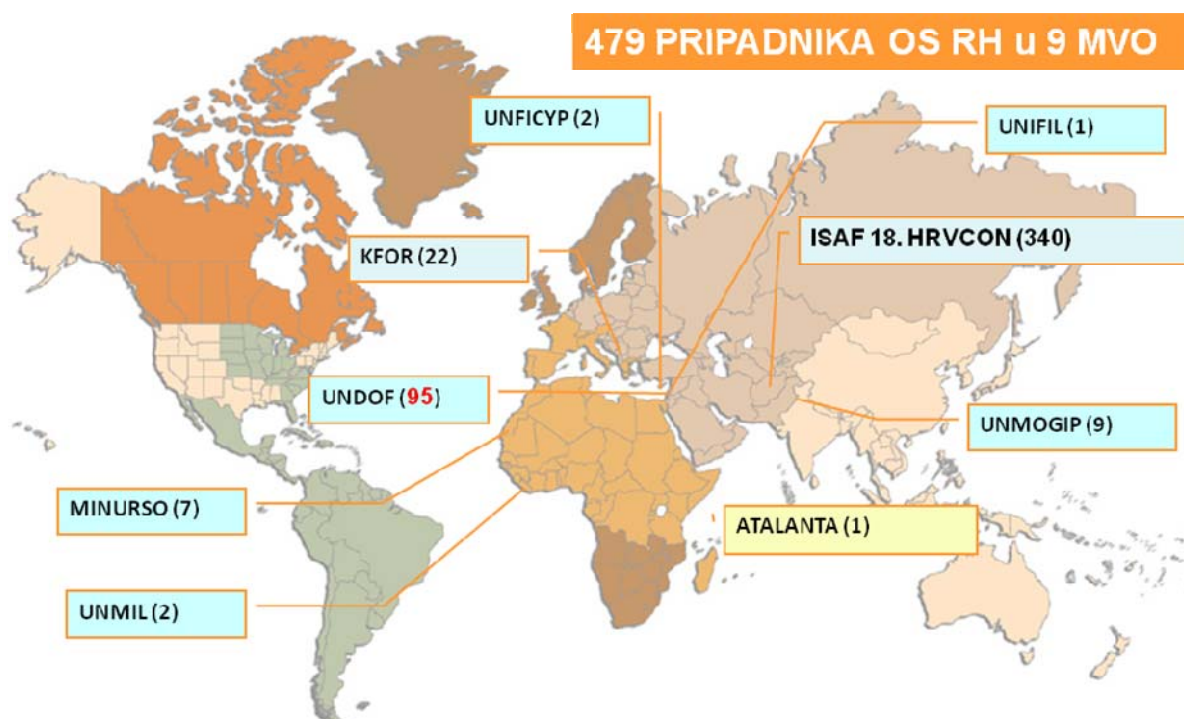 479 PRIPADNIKA OS RH u 9 MVO
UNFICYP (2)
UNIFIL (1)
KFOR (22)
ISAF 18. HRVCON (340)
UNDOF (95)
UNMOGIP (9)
MINURSO (7)
ATALANTA (1)
UNMIL (2)